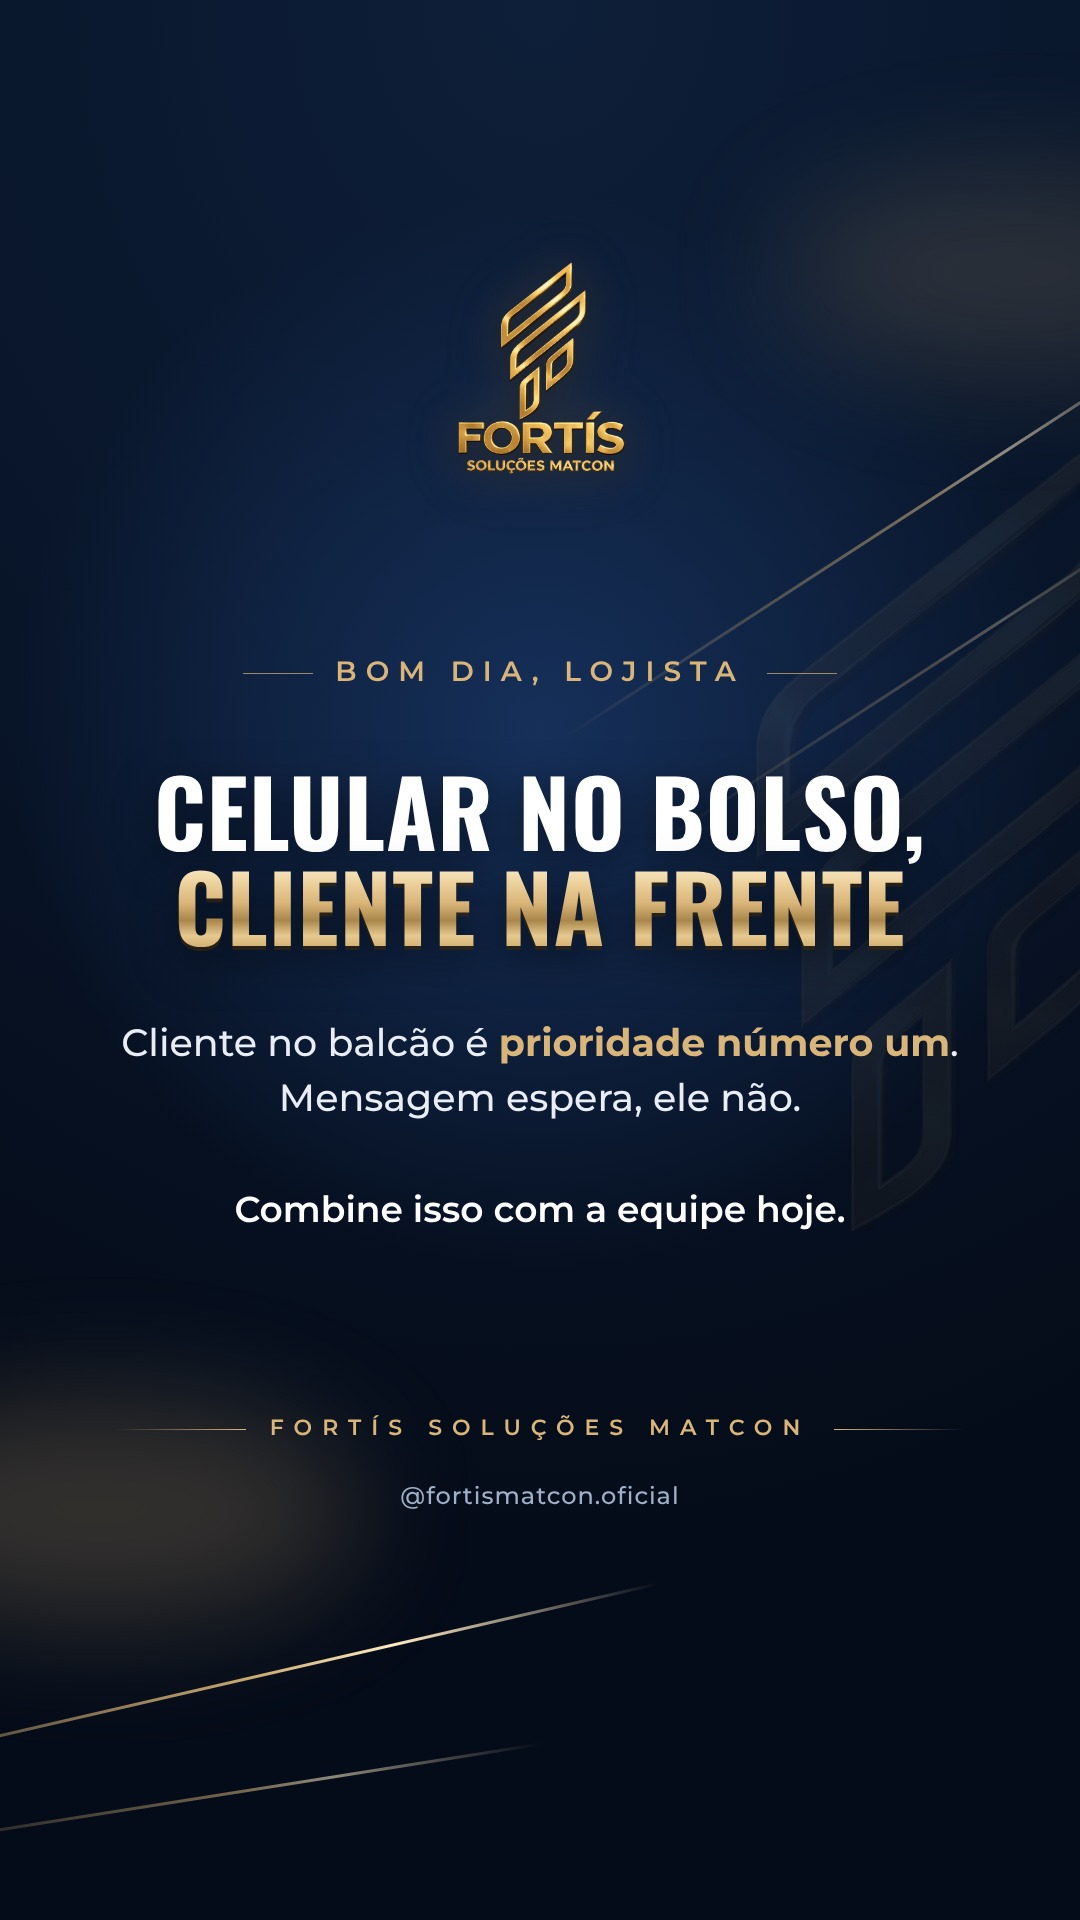 FORTÍS
SOLUÇÕES MATCON
BOM DIA, LOJISTA
CELULAR NO BOLSO,
CLIENTE NA FRENTE
Cliente no balcão é prioridade número um.
Mensagem espera, ele não.
Combine isso com a equipe hoje.
FORTÍS SOLUÇÕES MATCON
@fortismatcon.oficial